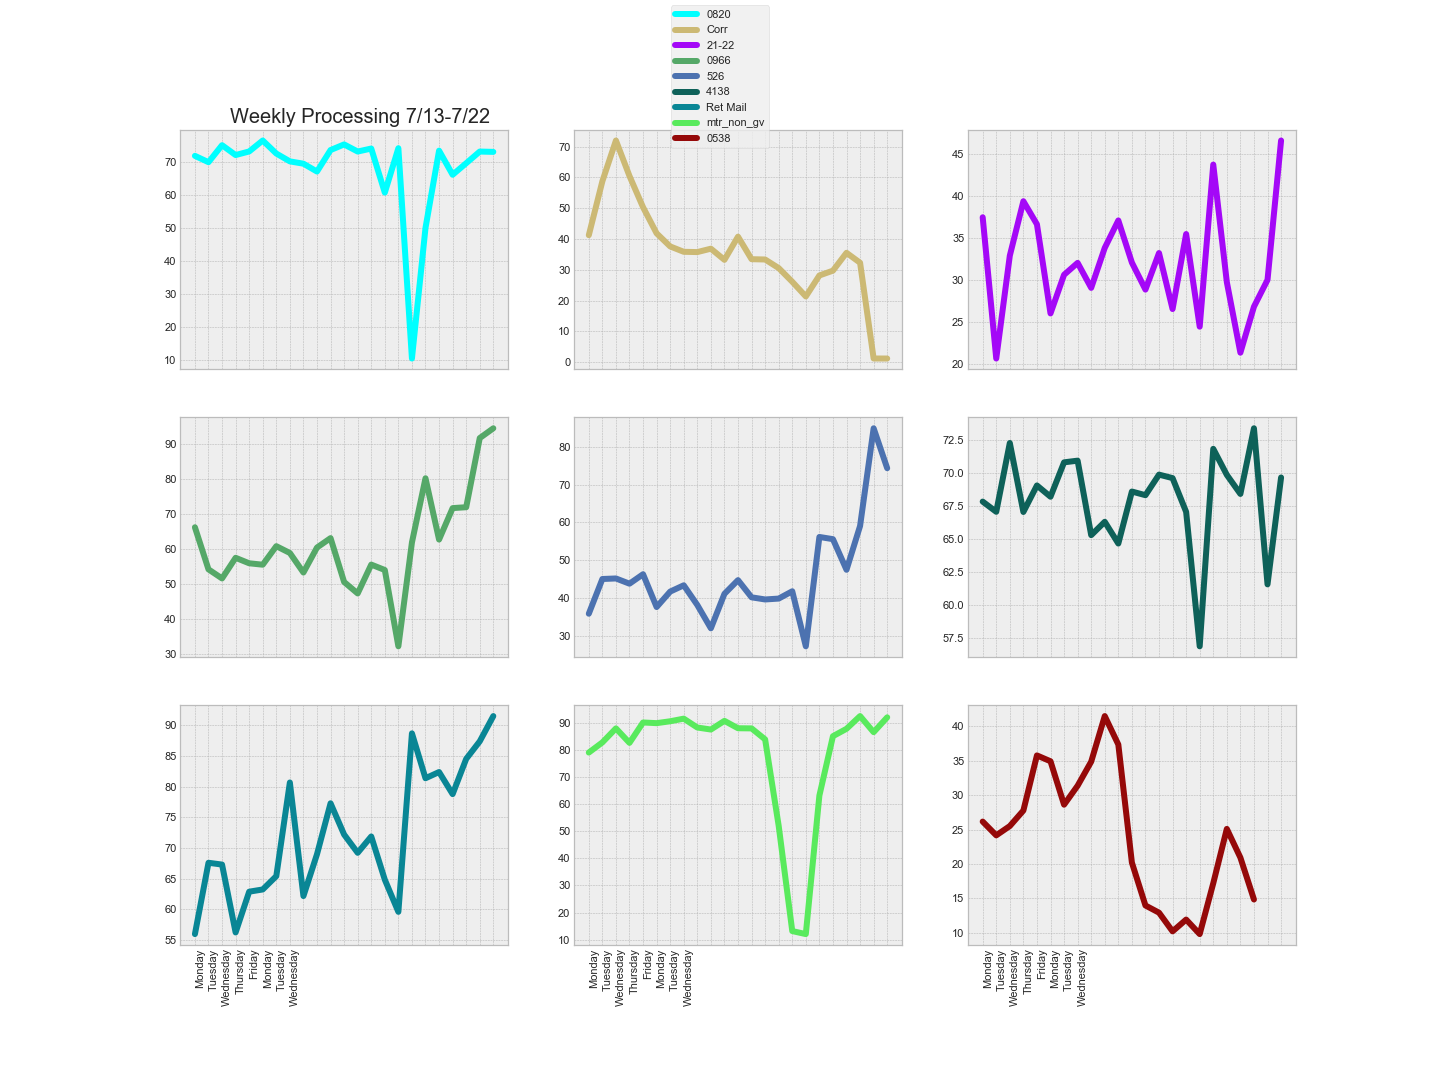 0820
Corr
21-22
0966
526
4138
Ret Mail
mtr_non_gv
0538
Weekly Processing 7/13-7/22
70
60
50
40
30
20
10
70
60
50
40
30
20
10
0
45
40
35
30
25
20
90
80
70
60
50
40
30
80
70
60
50
40
30
72.5
70.0
67.5
65.0
62.5
60.0
57.5
90
85
80
75
70
65
60
55
Monday
Tuesday
Wednesday
Thursday
Friday
Monday
Tuesday
Wednesday
90
80
70
60
50
40
30
20
10
Monday
Tuesday
Wednesday
Thursday
Friday
Monday
Tuesday
Wednesday
40
35
30
25
20
15
10
Monday
Tuesday
Wednesday
Thursday
Friday
Monday
Tuesday
Wednesday